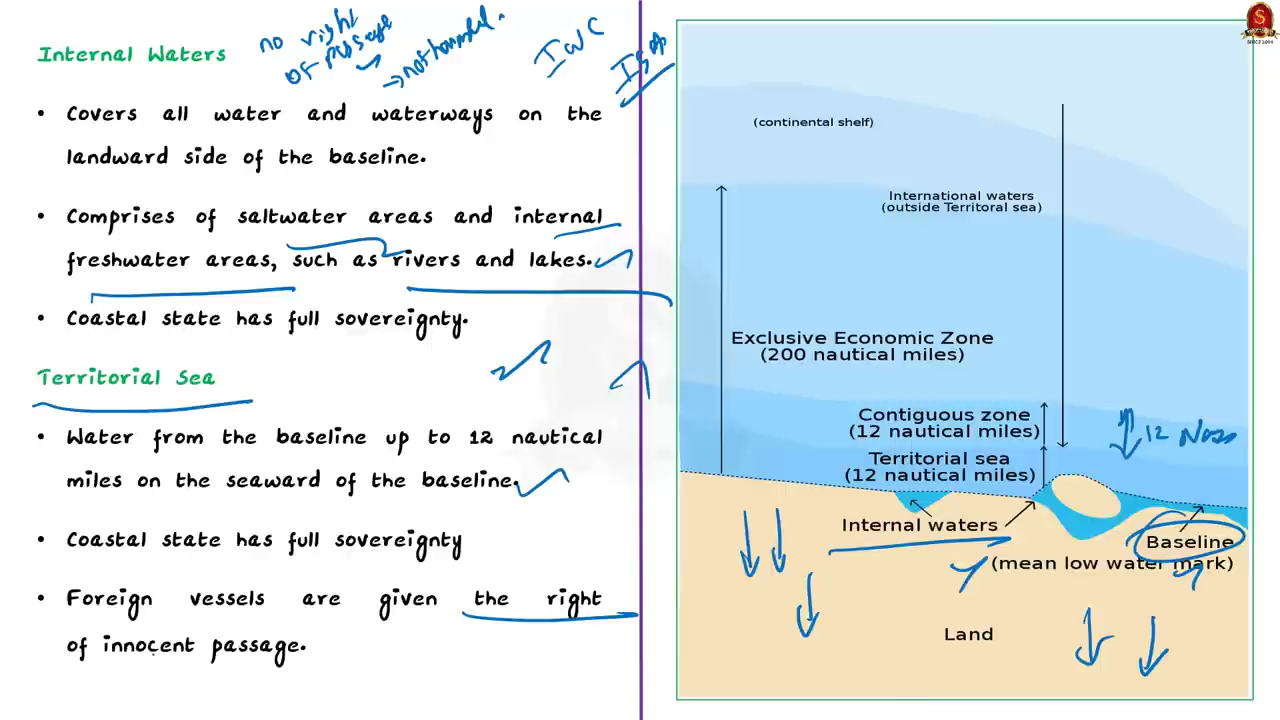 Internal Waters
no right
of passage
→ not harmful.
IWC
ISA
• Covers all water and waterways on the
landward side of the baseline.
• Comprises of saltwater areas and internal
freshwater areas, such as rivers and lakes.
• Coastal state has full sovereignty.
Territorial Sea
• Water from the baseline up to 12 nautical
miles on the seaward of the baseline.
• Coastal state has full sovereignty
• Foreign vessels are given the right
of innocent passage.
(continental shelf)
International waters
(outside Territoral sea)
Exclusive Economic Zone
(200 nautical miles)
Contiguous zone
(12 nautical miles)
12
Territorial sea
(12 nautical miles)
Internal waters
Baseline
(mean low water mark)
Land